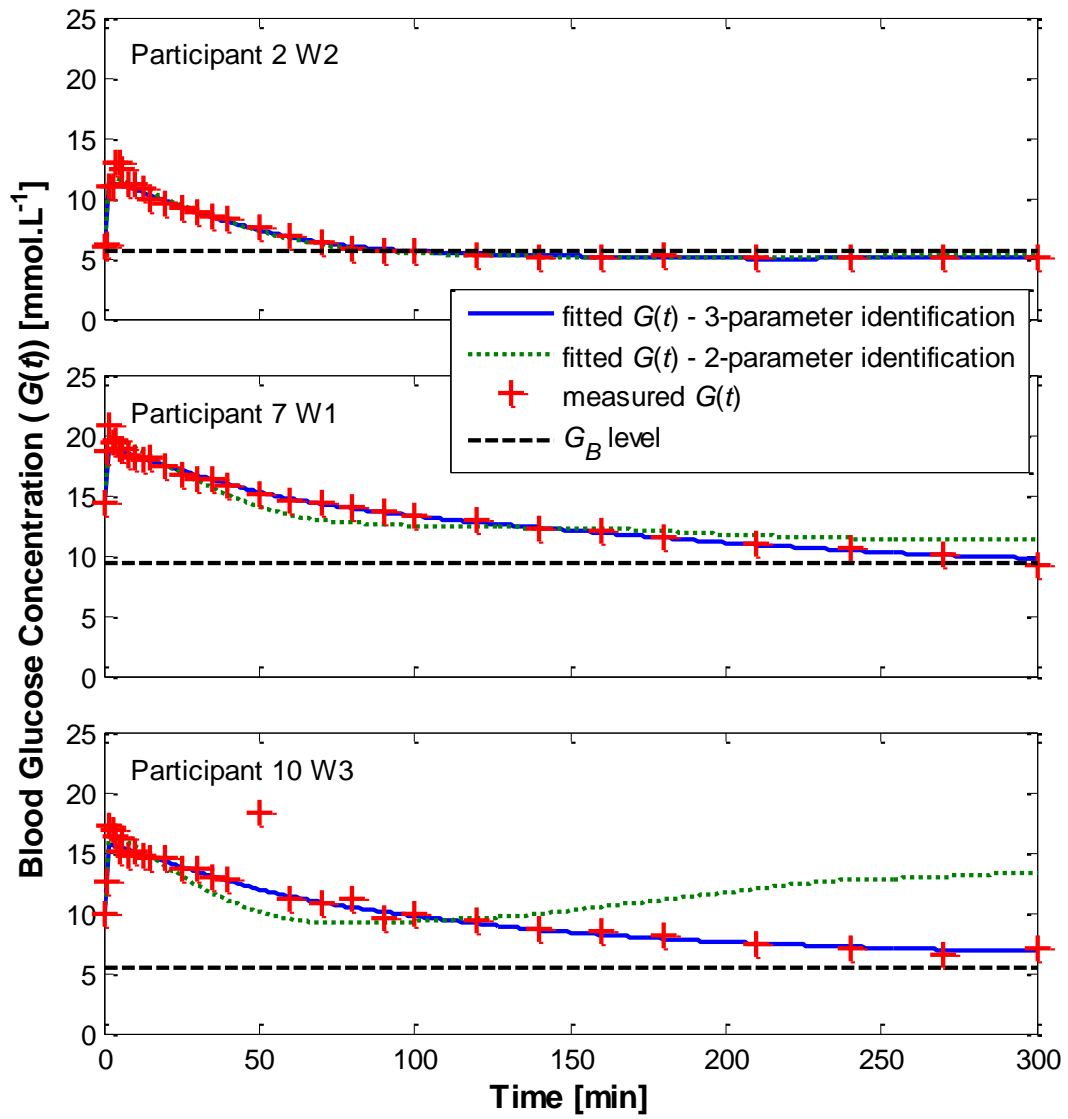 Blood Glucose Concentration ( G(t)) [mmol.L-1]
25
20
15
10
5
0
Participant 2 W2
fitted G(t) - 3-parameter identification
fitted G(t) - 2-parameter identification
measured G(t)
GB level
25
20
15
10
5
0
Participant 7 W1
25
20
15
10
5
0
Participant 10 W3
0 50 100 150 200 250 300
Time [min]